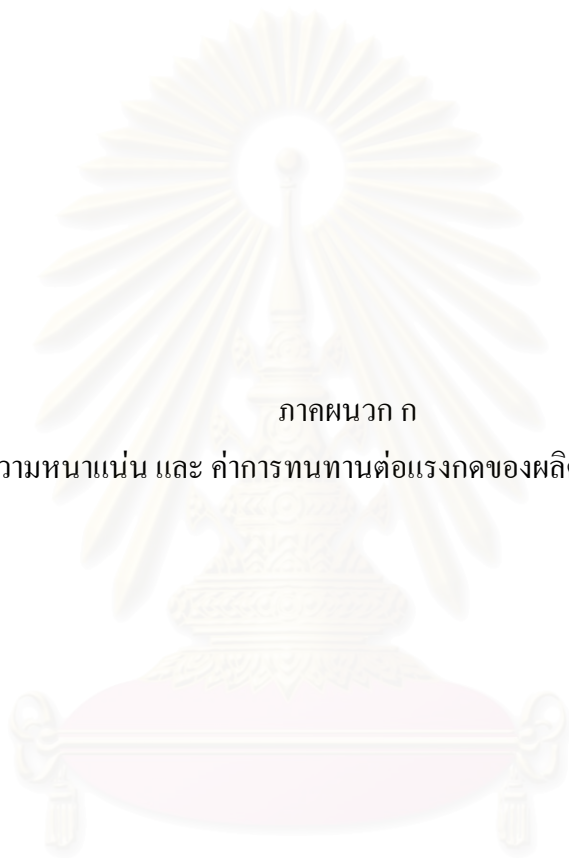 ภาคผนวก ก
วามหนาแน่น และ ค่าการทนทานต่อแรงกดของผลิ